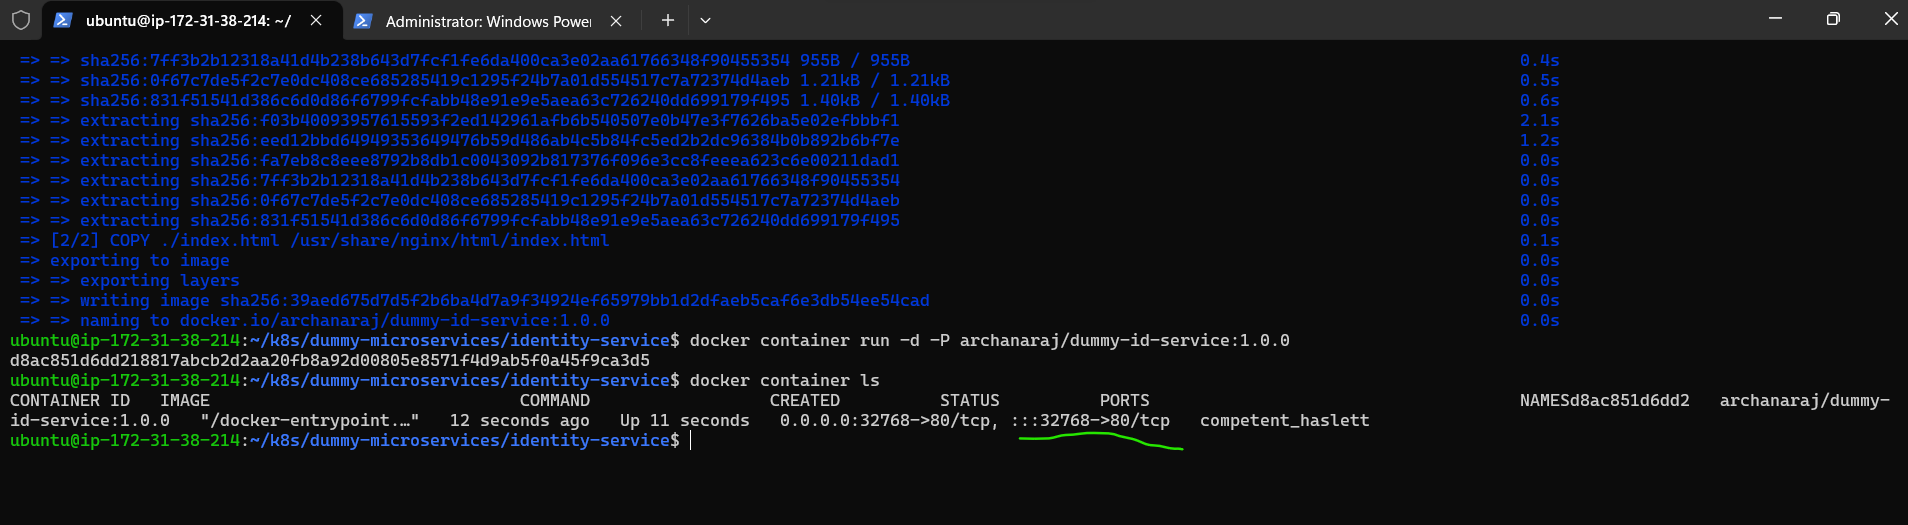 ubuntu@ip-172-31-38-214: ~/
Administrator: Windows Power
=> => sha256:7ff3b2b12318a41d4b238b643d7fcf1fe6da400ca3e02aa61766348f90455354 955B / 955B 0.4s
=> => sha256:0f67c7de5f2c7e0dc408ce685285419c1295f24b7a01d554517c7a72374d4aeb 1.21kB / 1.21kB 0.5s
=> => sha256:831f51541d386c6d0d86f6799fcfabb48e91e9e5aea63c726240dd699179f495 1.40kB / 1.40kB 0.6s
=> => extracting sha256:f03b40093957615593f2ed142961afb6b540507e0b47e3f7626ba5e02efbbbf1 2.1s
=> => extracting sha256:eed12bbd64949353649476b59d486ab4c5b84fc5ed2b2dc96384b0b892b6bf7e 1.2s
=> => extracting sha256:fa7eb8c8eee8792b8db1c0043092b817376f096e3cc8feeea623c6e00211dad1 0.0s
=> => extracting sha256:7ff3b2b12318a41d4b238b643d7fcf1fe6da400ca3e02aa61766348f90455354 0.0s
=> => extracting sha256:0f67c7de5f2c7e0dc408ce685285419c1295f24b7a01d554517c7a72374d4aeb 0.0s
=> => extracting sha256:831f51541d386c6d0d86f6799fcfabb48e91e9e5aea63c726240dd699179f495 0.0s
=> [2/2] COPY ./index.html /usr/share/nginx/html/index.html 0.1s
=> exporting to image 0.0s
=> => exporting layers 0.0s
=> => writing image sha256:39aed675d7d5f2b6ba4d7a9f34924ef65979bb1d2dfaeb5caf6e3db54ee54cad 0.0s
=> => naming to docker.io/archanaraj/dummy-id-service:1.0.0 0.0s
ubuntu@ip-172-31-38-214:~/k8s/dummy-microservices/identity-service$ docker container run -d -P archanaraj/dummy-id-service:1.0.0
d8ac851d6dd218817abcb2d2aa20fb8a92d00805e8571f4d9ab5f0a45f9ca3d5
ubuntu@ip-172-31-38-214:~/k8s/dummy-microservices/identity-service$ docker container ls
CONTAINER ID IMAGE COMMAND CREATED STATUS PORTS NAMESd8ac851d6dd2 archanaraj/dummy-
id-service:1.0.0 "/docker-entrypoint.…" 12 seconds ago Up 11 seconds 0.0.0.0:32768->80/tcp, :::32768->80/tcp competent_haslett
ubuntu@ip-172-31-38-214:~/k8s/dummy-microservices/identity-service$